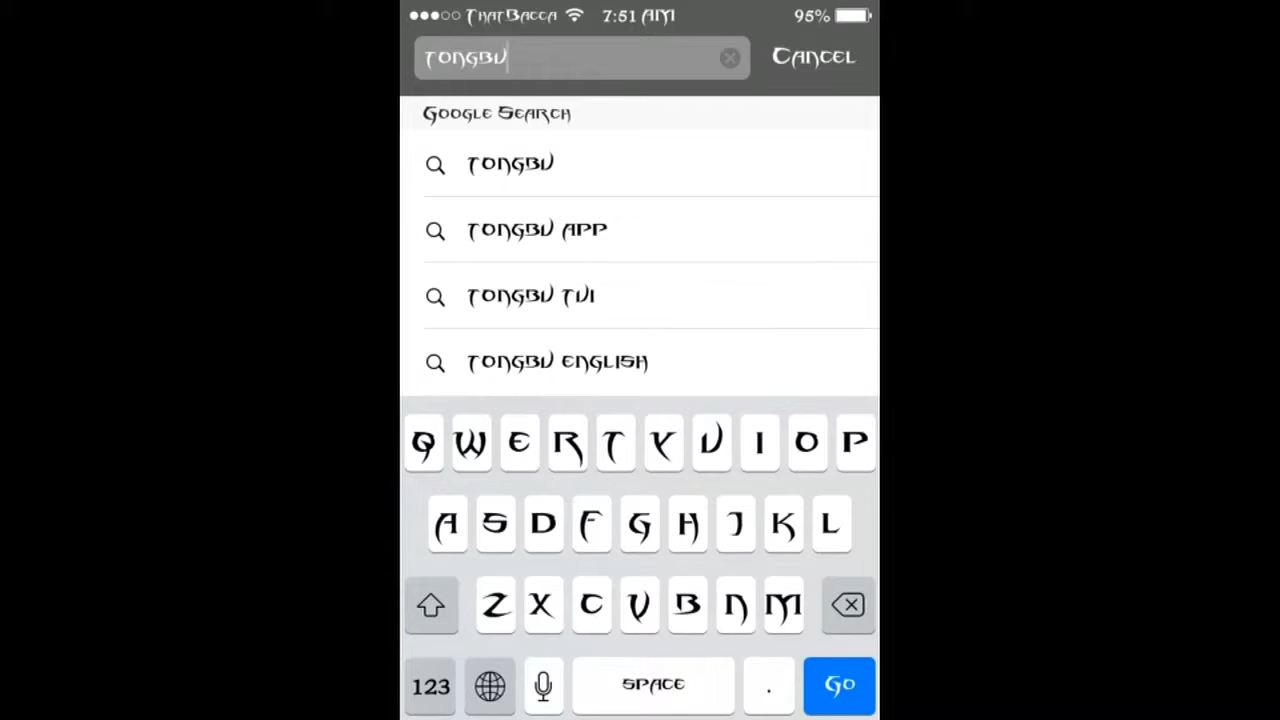 ThatBacca 7:51 AM 95%
tongbu Cancel
Google Search
tongbu
tongbu app
tongbu tui
tongbu english
Q W E R T Y U I O P
A S D F G H J K L
Z X C V B N M
123 space . Go